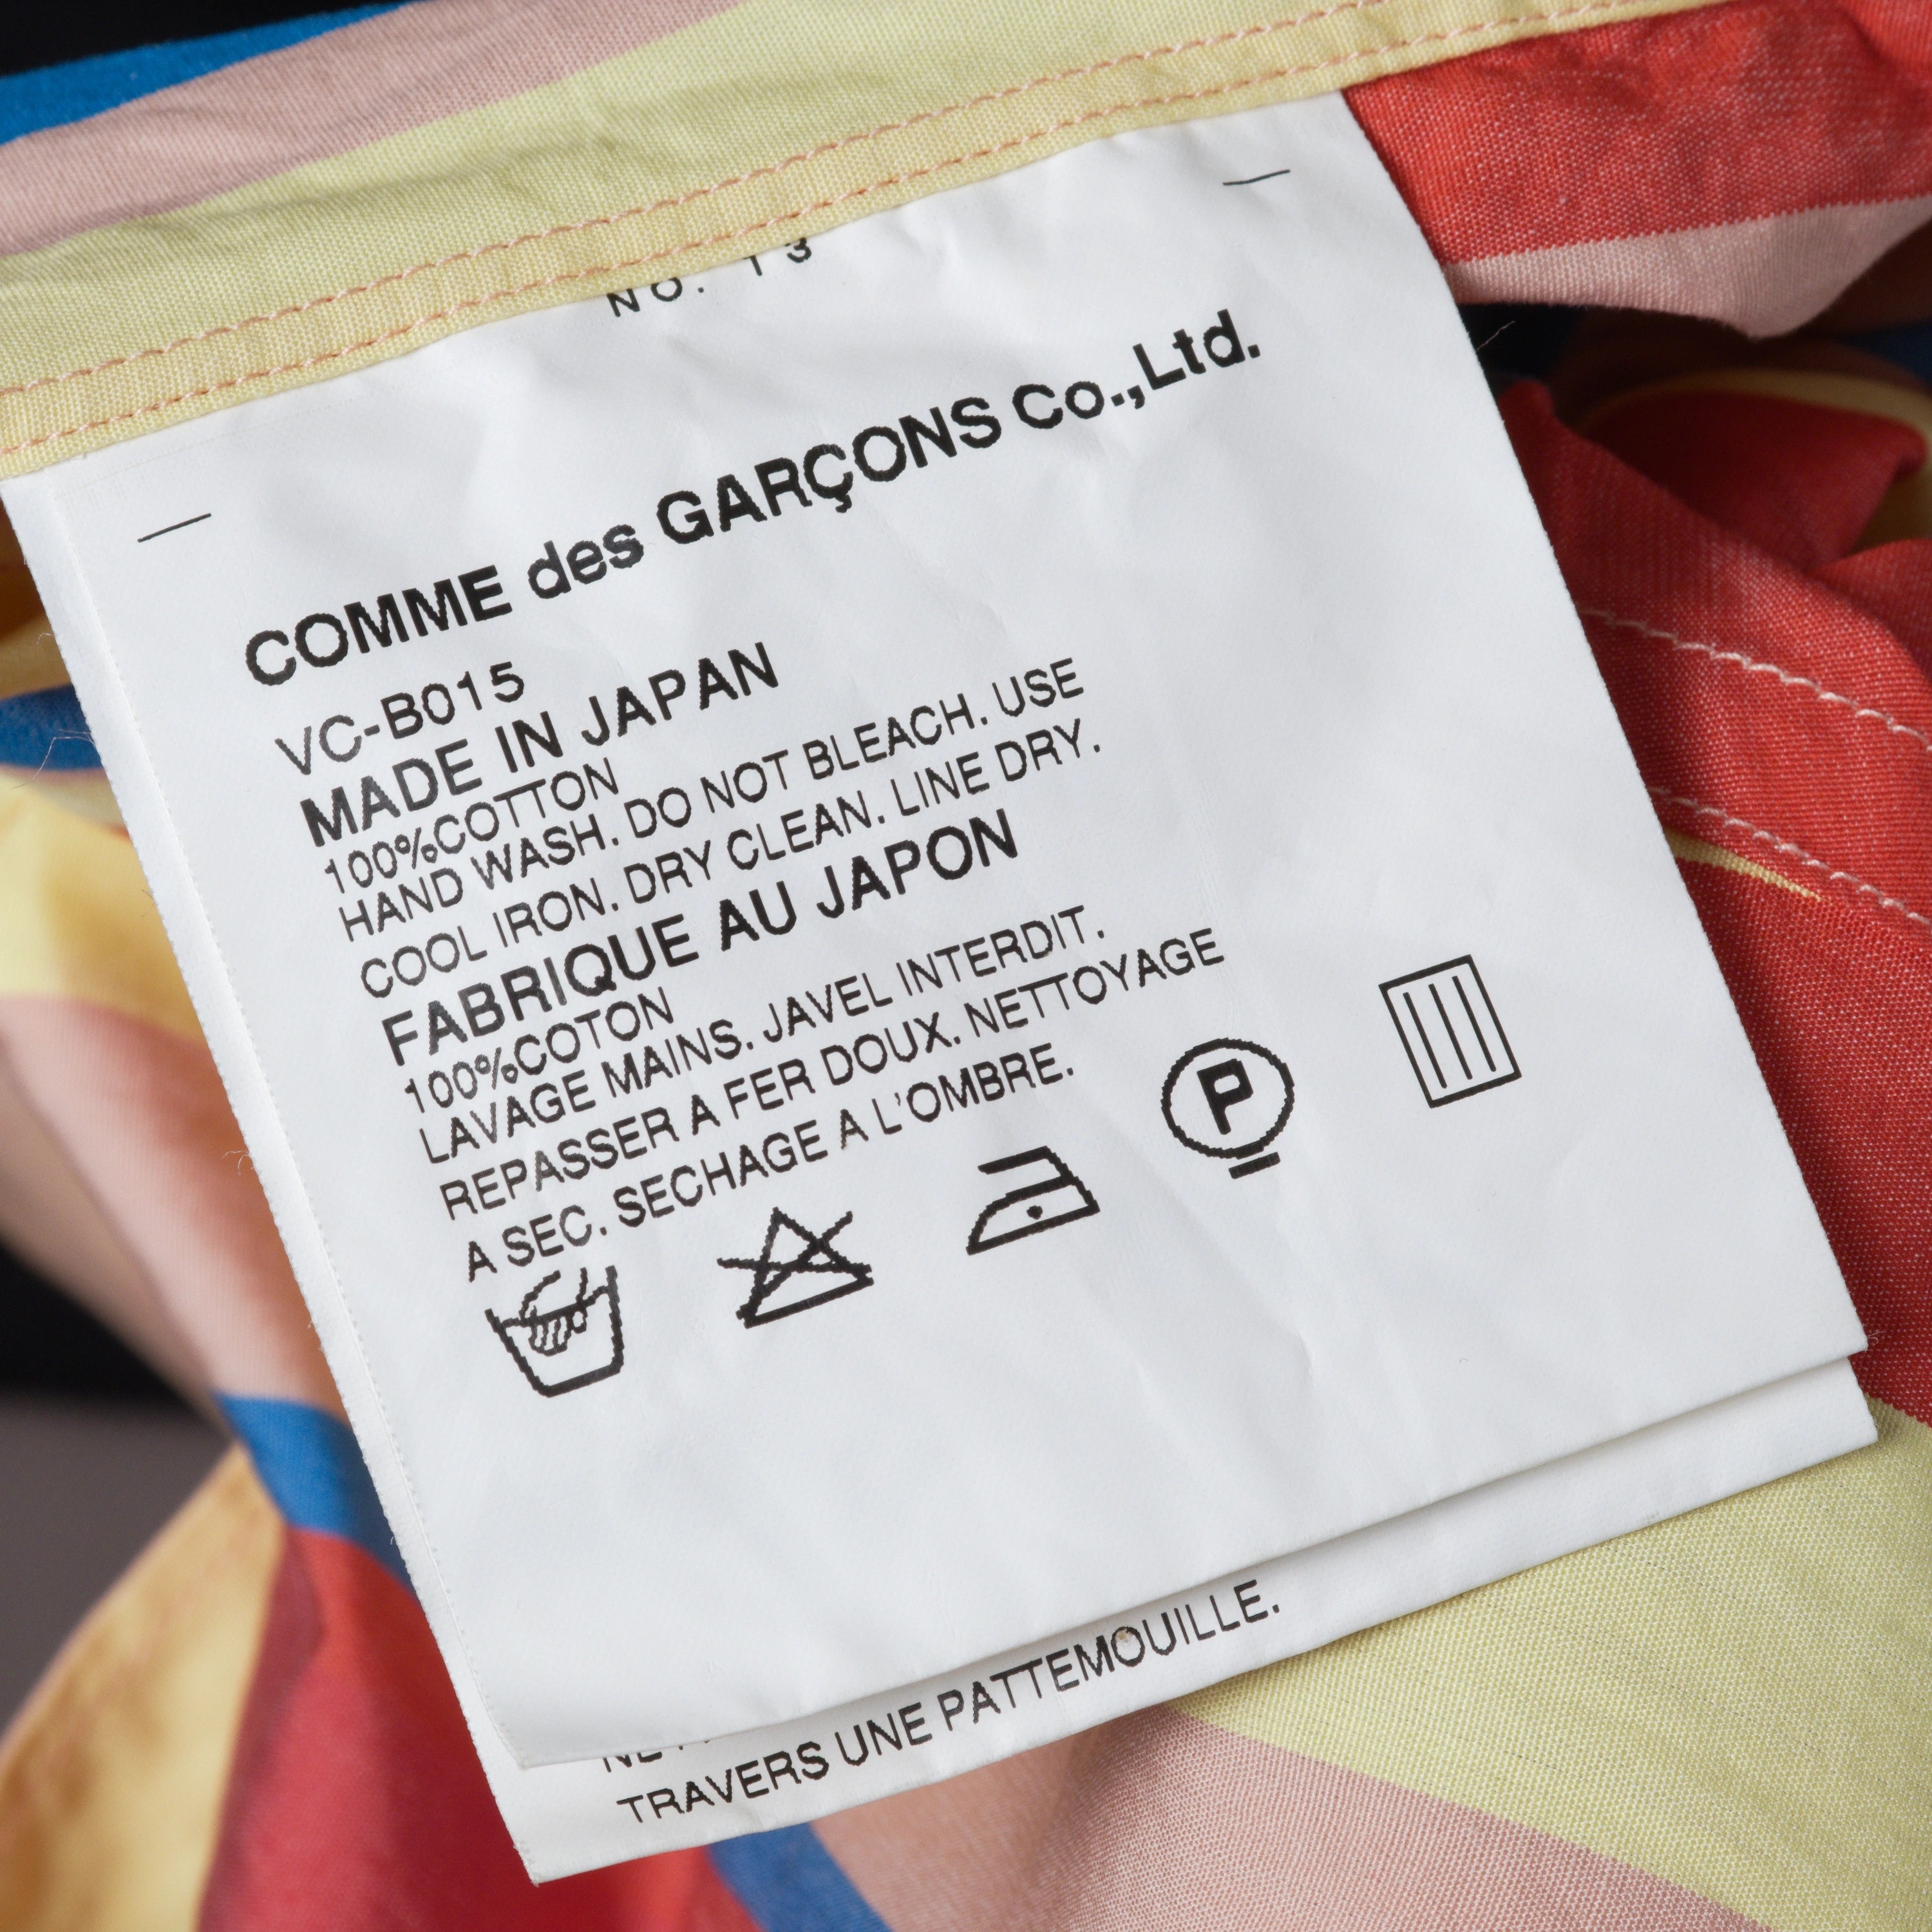 NO. 13
COMME des GARÇONS Co.,Ltd.
VC-B015
MADE IN JAPAN
100%COTTON
HAND WASH. DO NOT BLEACH. USE
COOL IRON. DRY CLEAN. LINE DRY.
FABRIQUE AU JAPON
100%COTON
LAVAGE MAINS. JAVEL INTERDIT.
REPASSER A FER DOUX. NETTOYAGE
A SEC. SECHAGE A L'OMBRE.
P
TRAVERS UNE PATTEMOUILLE.